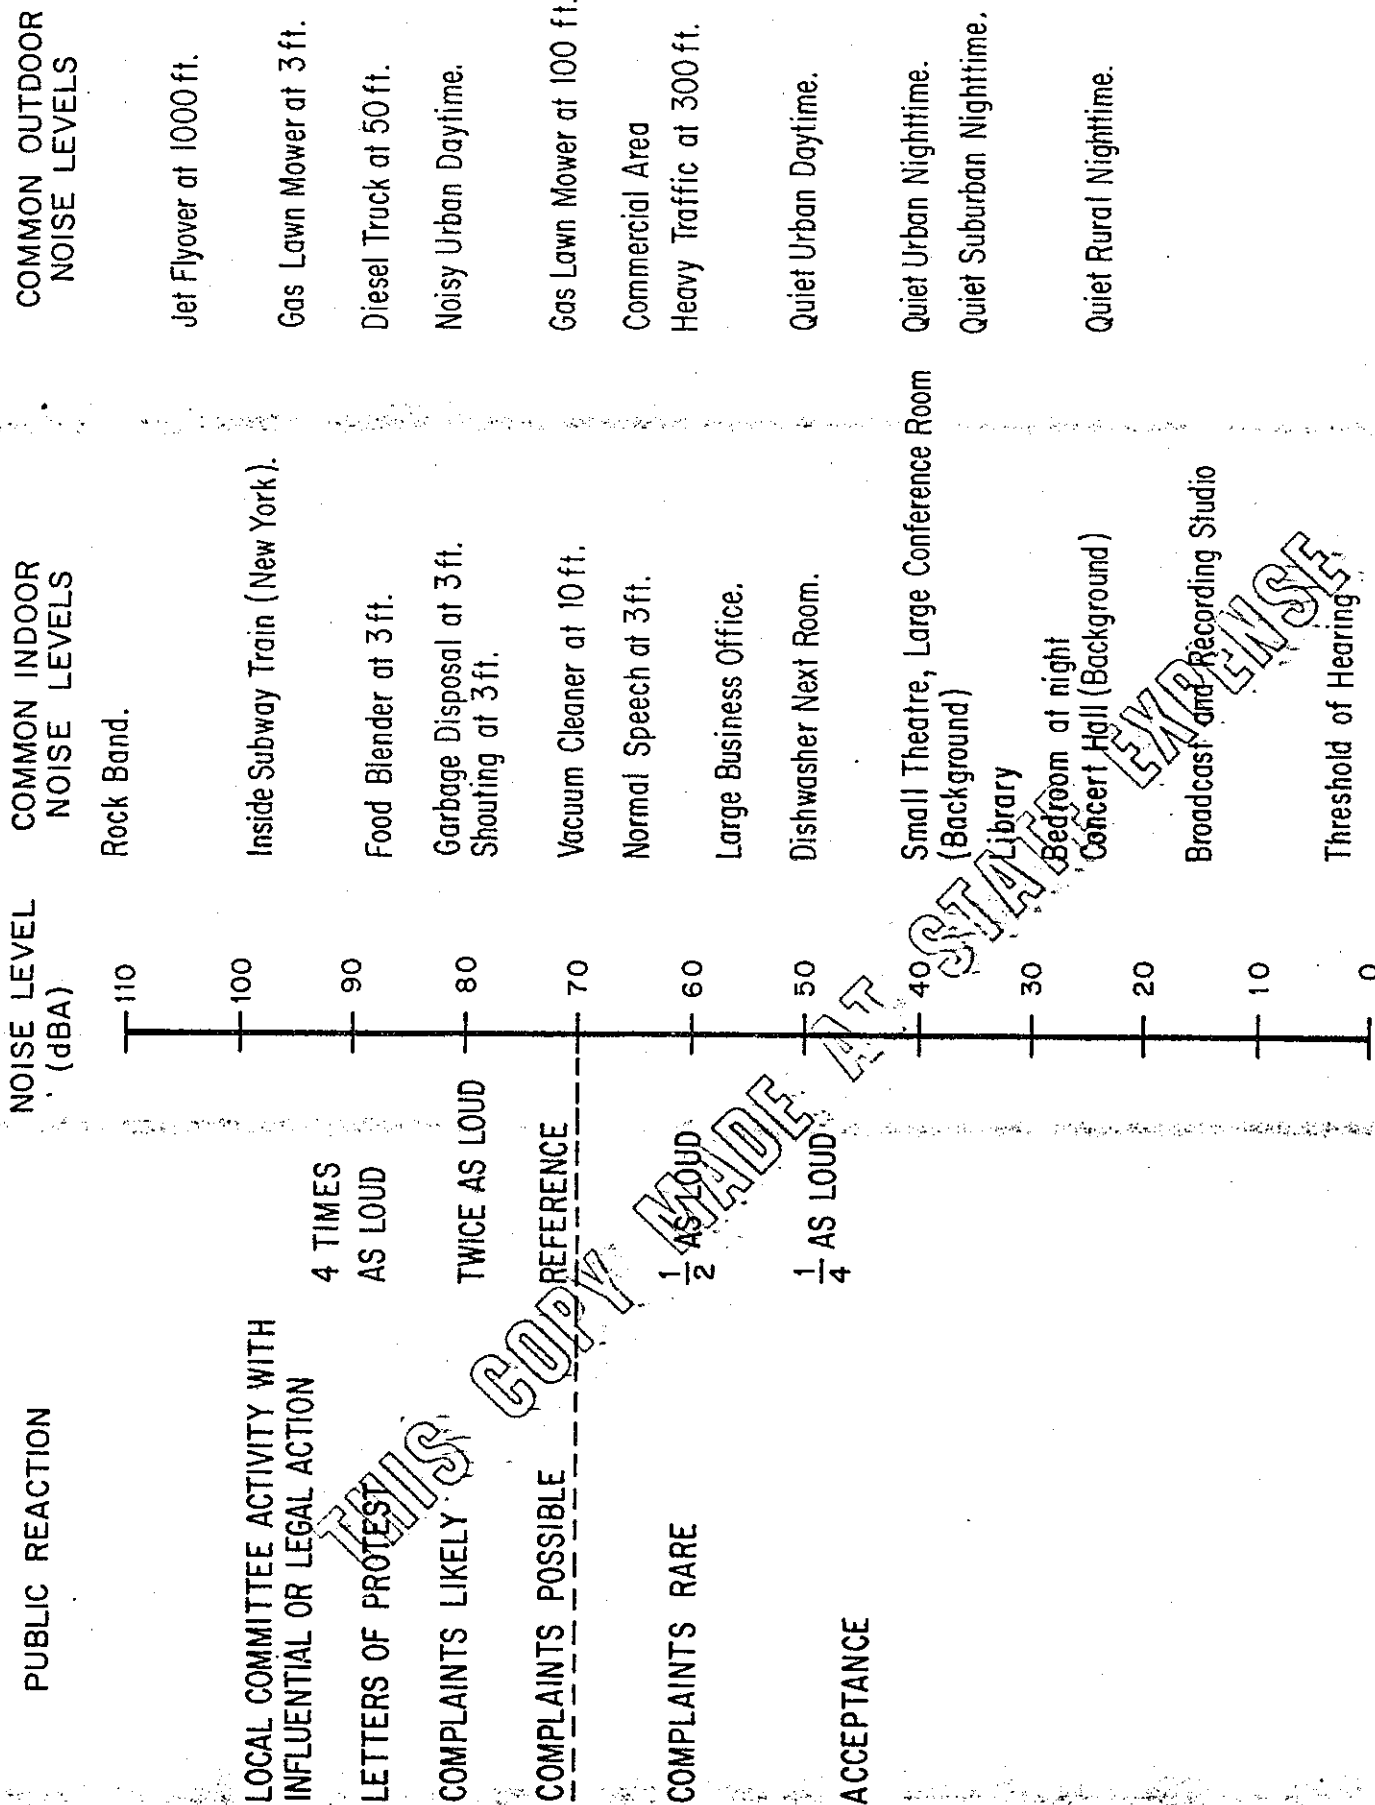 PUBLIC REACTION
LOCAL COMMITTEE ACTIVITY WITH
INFLUENTIAL OR LEGAL ACTION
LETTERS OF PROTEST
COMPLAINTS LIKELY
COMPLAINTS POSSIBLE
COMPLAINTS RARE
ACCEPTANCE
4 TIMES
AS LOUD
TWICE AS LOUD
REFERENCE
1/2 AS LOUD
1/4 AS LOUD
NOISE LEVEL
(dBA)
110
100
90
80
70
60
50
40
30
20
10
0
COMMON INDOOR
NOISE LEVELS
Rock Band.
Inside Subway Train (New York).
Food Blender at 3 ft.
Garbage Disposal at 3 ft.
Shouting at 3 ft.
Vacuum Cleaner at 10 ft.
Normal Speech at 3 ft.
Large Business Office.
Dishwasher Next Room.
Small Theatre, Large Conference Room
(Background)
Library
Bedroom at night
Concert Hall (Background)
Broadcast and Recording Studio
Threshold of Hearing
COMMON OUTDOOR
NOISE LEVELS
Jet Flyover at 1000 ft.
Gas Lawn Mower at 3 ft.
Diesel Truck at 50 ft.
Noisy Urban Daytime.
Gas Lawn Mower at 100 ft.
Commercial Area
Heavy Traffic at 300 ft.
Quiet Urban Daytime.
Quiet Urban Nighttime.
Quiet Suburban Nighttime.
Quiet Rural Nighttime.
THIS COPY MADE AT STATE EXPENSE